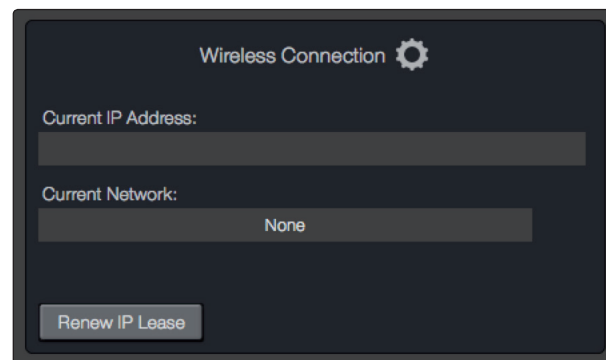 Wireless Connection
Current IP Address:
Current Network:
None
Renew IP Lease